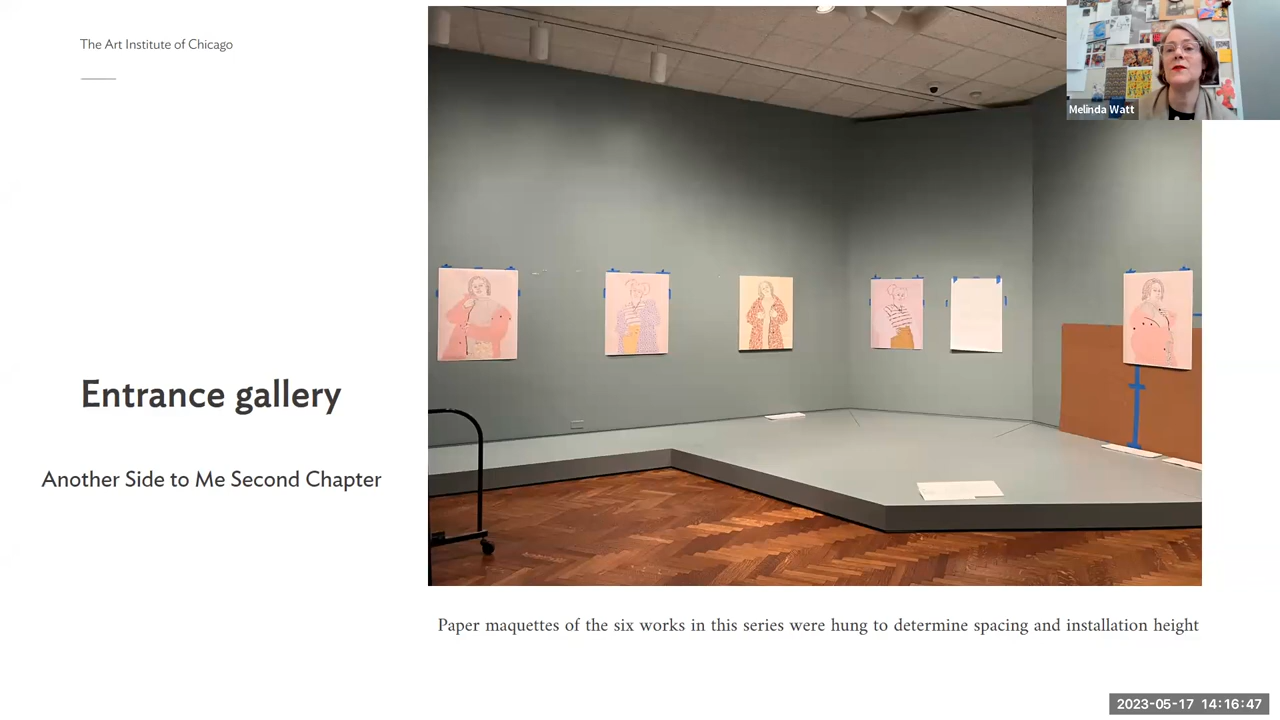 The Art Institute of Chicago
Melinda Watt
Entrance gallery
Another Side to Me Second Chapter
Paper maquettes of the six works in this series were hung to determine spacing and installation height
2023-05-17 14:16:47